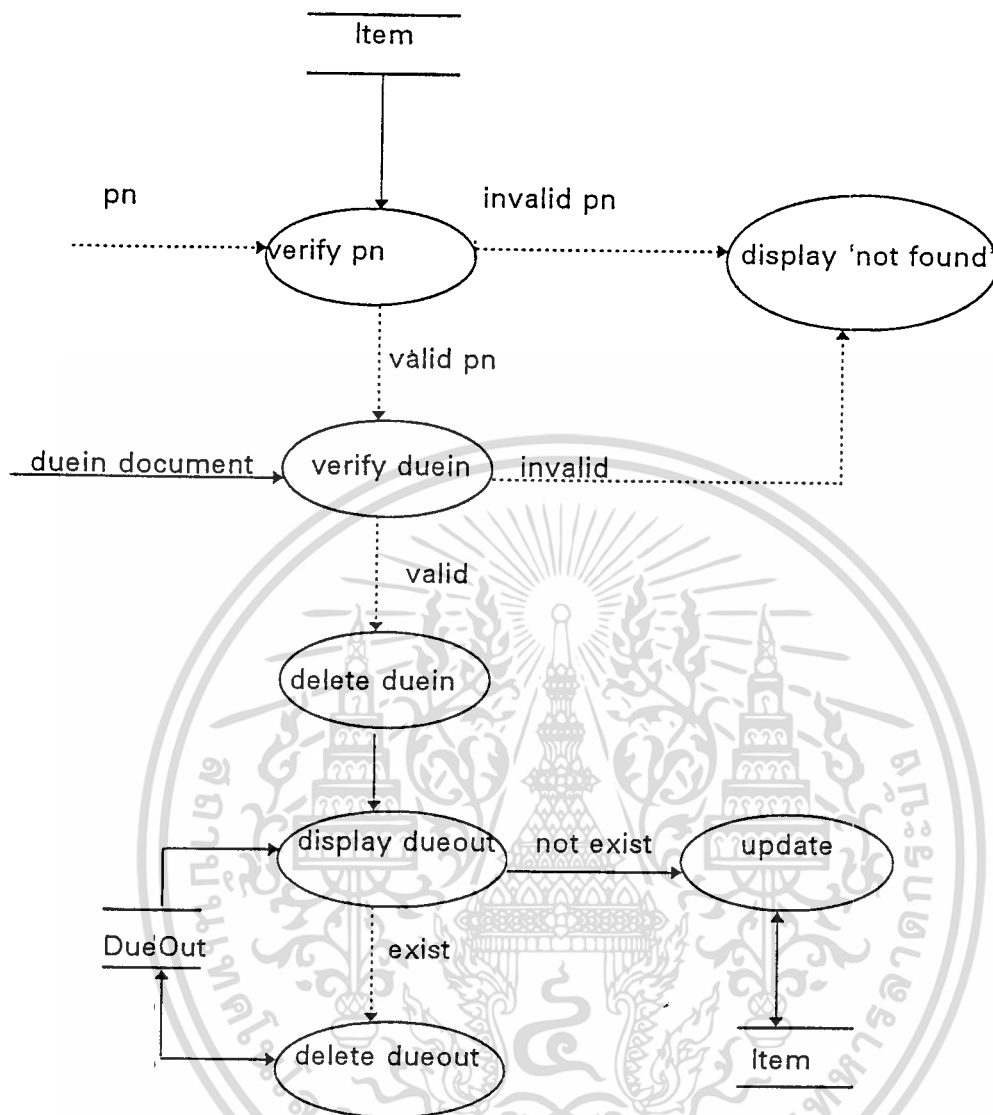 Item
pn
invalid pn
verify pn
display 'not found'
valid pn
duein document
verify duein
invalid
valid
delete duein
display dueout
not exist
update
DueOut
exist
delete dueout
Item